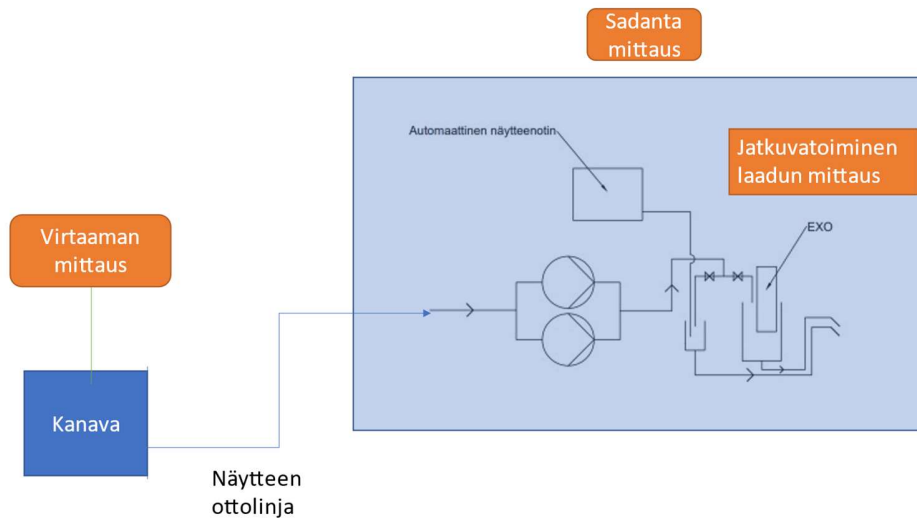 Sadanta
mittaus
Automaattinen näytteenotin
Jatkuvatoiminen
laadun mittaus
EXO
Virtaaman
mittaus
Kanava
Näytteen
ottolinja